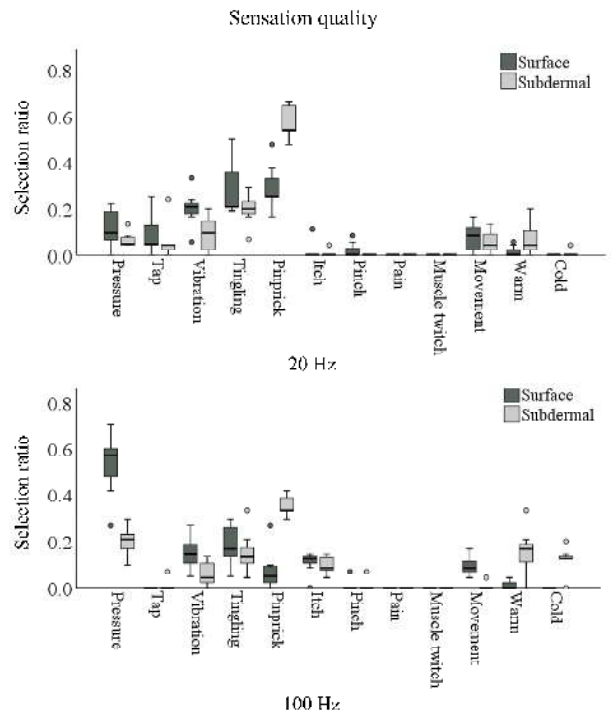 Sensation quality
Selection ratio
0.8
0.6
0.4
0.2
0.0
Surface
Subdermal
Pressure
Tap
Vibration
Tingling
Pinprick
Itch
Pinch
Pain
Muscle twitch
Movement
Warm
Cold
20 Hz
Selection ratio
0.8
0.6
0.4
0.2
0.0
Surface
Subdermal
Pressure
Tap
Vibration
Tingling
Pinprick
Itch
Pinch
Pain
Muscle twitch
Movement
Warm
Cold
100 Hz